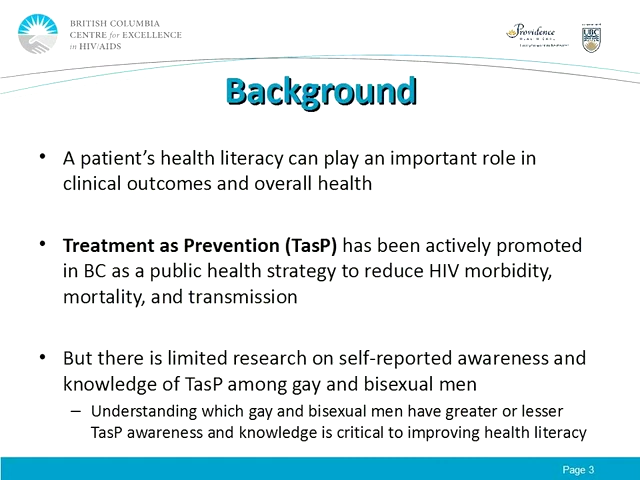 BRITISH COLUMBIA
CENTRE for EXCELLENCE
in HIV/AIDS
Providence
UBC
Background
• A patient’s health literacy can play an important role in
clinical outcomes and overall health
• Treatment as Prevention (TasP) has been actively promoted
in BC as a public health strategy to reduce HIV morbidity,
mortality, and transmission
• But there is limited research on self-reported awareness and
knowledge of TasP among gay and bisexual men
– Understanding which gay and bisexual men have greater or lesser
TasP awareness and knowledge is critical to improving health literacy
Page 3